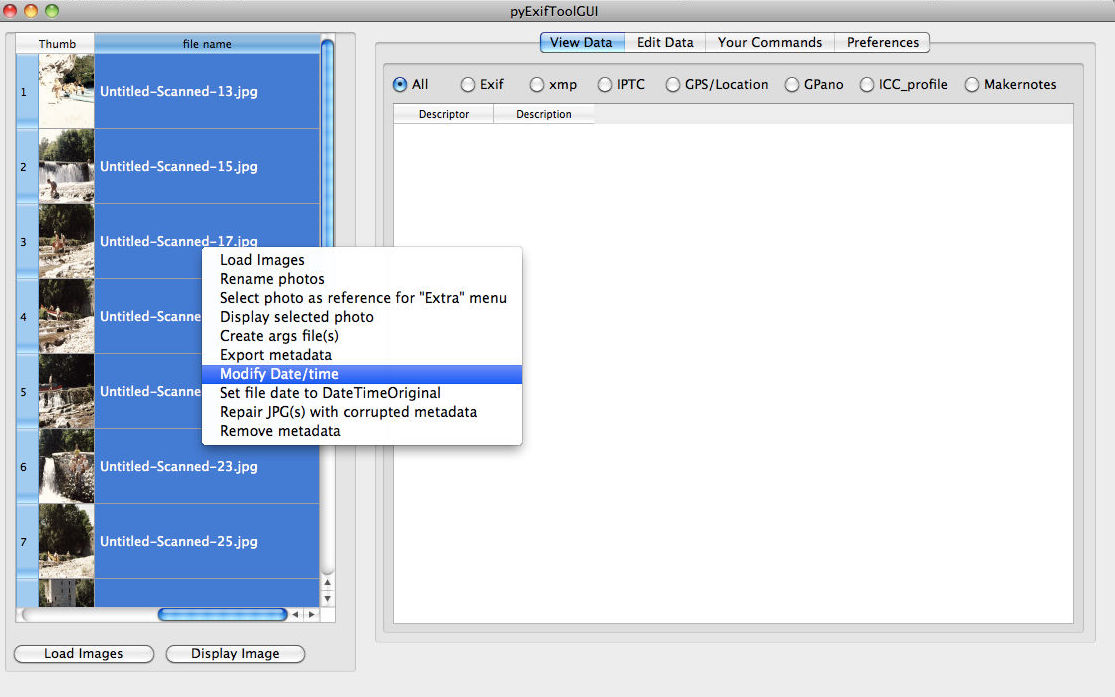 pyExifToolGUI
Thumb file name
1 Untitled-Scanned-13.jpg
2 Untitled-Scanned-15.jpg
3 Untitled-Scanned-17.jpg
4 Untitled-Scanne
5 Untitled-Scanne
6 Untitled-Scanned-23.jpg
7 Untitled-Scanned-25.jpg
Load Images Display Image
Load Images
Rename photos
Select photo as reference for "Extra" menu
Display selected photo
Create args file(s)
Export metadata
Modify Date/time
Set file date to DateTimeOriginal
Repair JPG(s) with corrupted metadata
Remove metadata
View Data Edit Data Your Commands Preferences
All Exif xmp IPTC GPS/Location GPano ICC_profile Makernotes
Descriptor Description